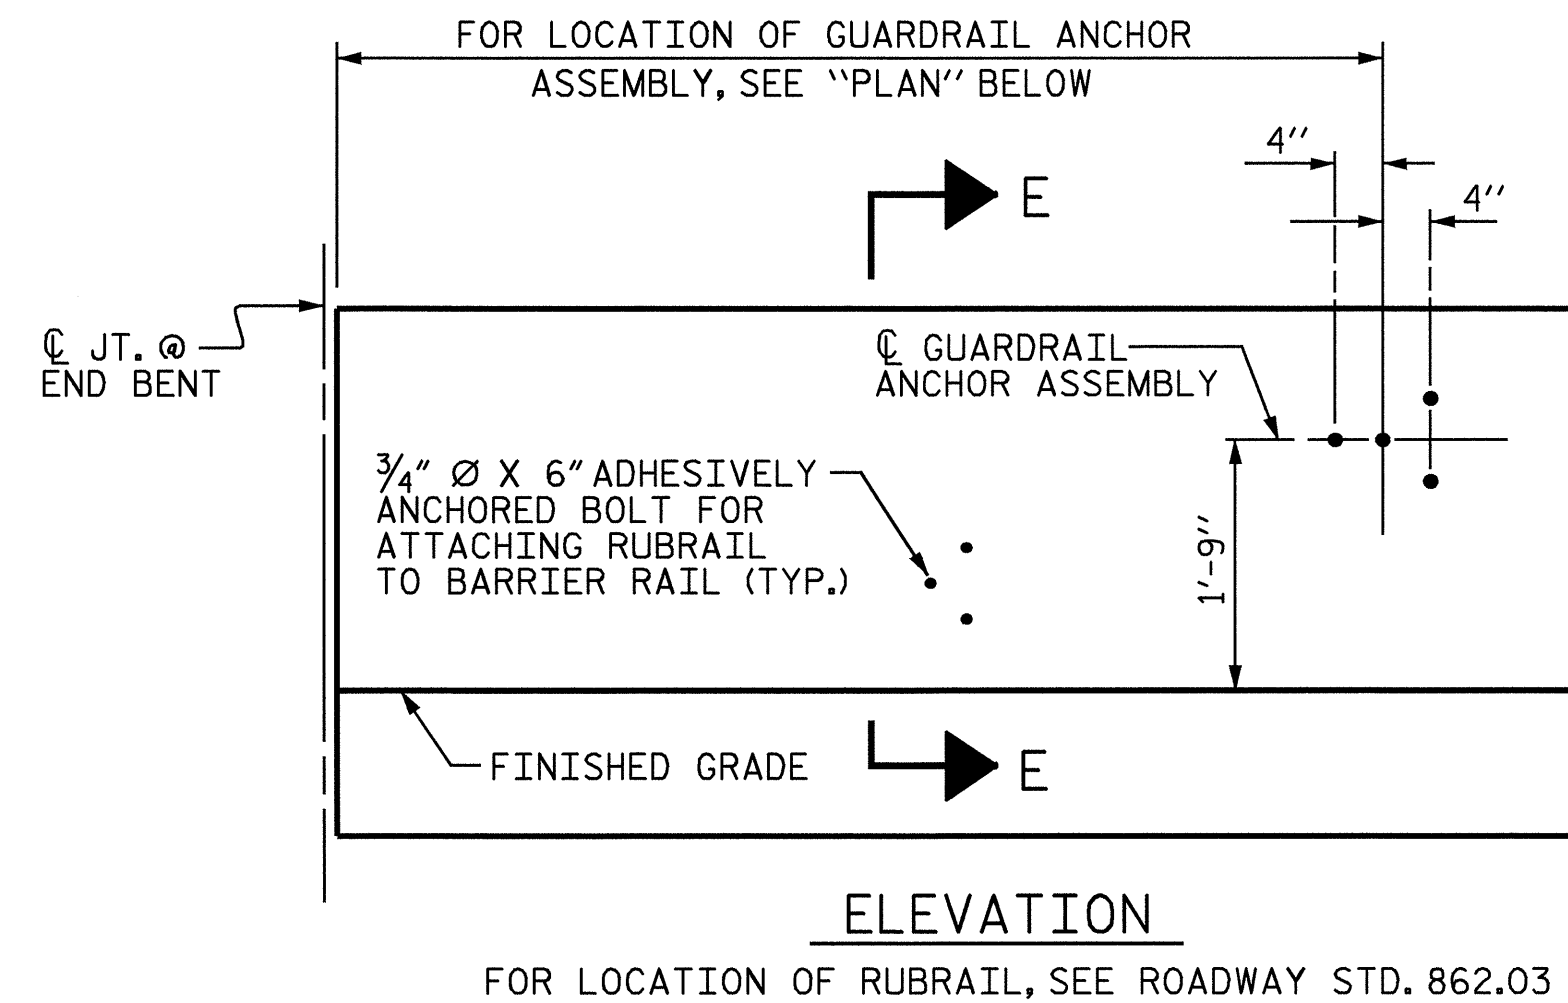 FOR LOCATION OF GUARDRAIL ANCHOR
ASSEMBLY, SEE "PLAN" BELOW
4"
E
4"
℄ JT. @
END BENT
℄ GUARDRAIL
ANCHOR ASSEMBLY
3/4" Ø X 6" ADHESIVELY
ANCHORED BOLT FOR
ATTACHING RUBRAIL
TO BARRIER RAIL (TYP.)
1'-9"
FINISHED GRADE
E
ELEVATION
FOR LOCATION OF RUBRAIL, SEE ROADWAY STD. 862.03